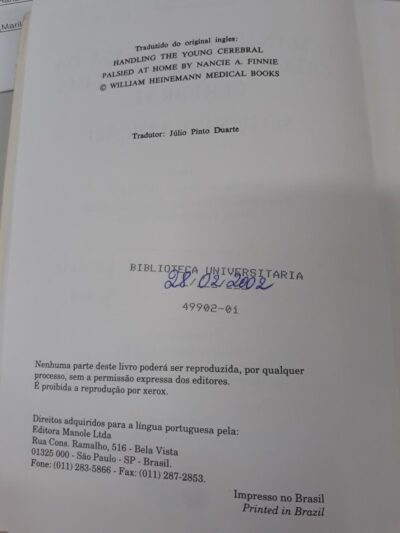 Maril
Traduzido do original ingles:
HANDLING THE YOUNG CEREBRAL
PALSIED AT HOME BY NANCIE A. FINNIE
© WILLIAM HEINEMANN MEDICAL BOOKS
Tradutor: Júlio Pinto Duarte
BIBLIOTECA UNIVERSITARIA
28/02/2002
49902-01
Nenhuma parte deste livro poderá ser reproduzida, por qualquer
processo, sem a permissão expressa dos editores.
É proibida a reprodução por xerox.
Direitos adquiridos para a língua portuguesa pela:
Editora Manole Ltda
Rua Cons. Ramalho, 516 - Bela Vista
01325 000 - São Paulo - SP - Brasil.
Fone: (011) 283-5866 - Fax: (011) 287-2853.
Impresso no Brasil
Printed in Brazil